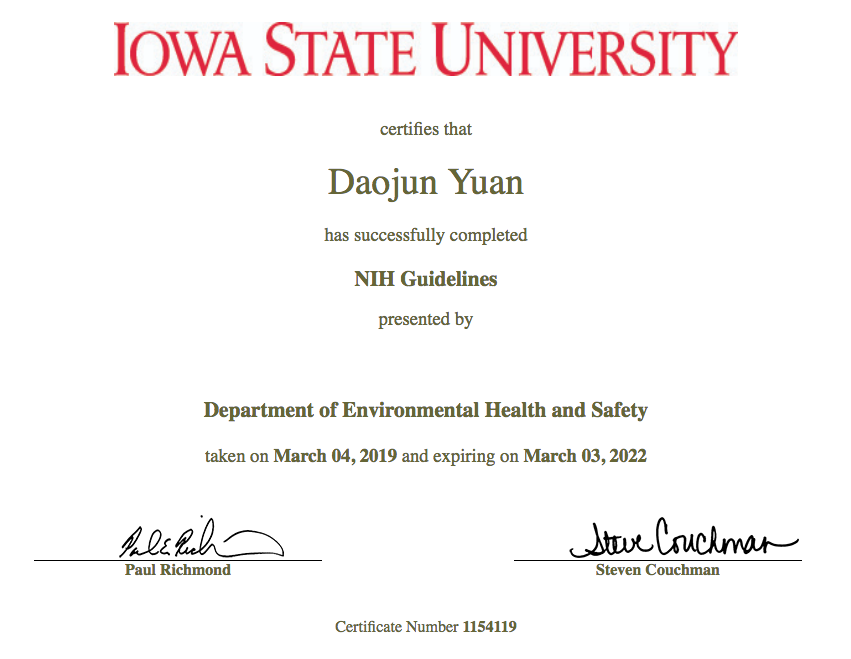 IOWA STATE UNIVERSITY
certifies that
Daojun Yuan
has successfully completed
NIH Guidelines
presented by
Department of Environmental Health and Safety
taken on March 04, 2019 and expiring on March 03, 2022
Paul E Rich Steve Couchman
Paul Richmond Steven Couchman
Certificate Number 1154119